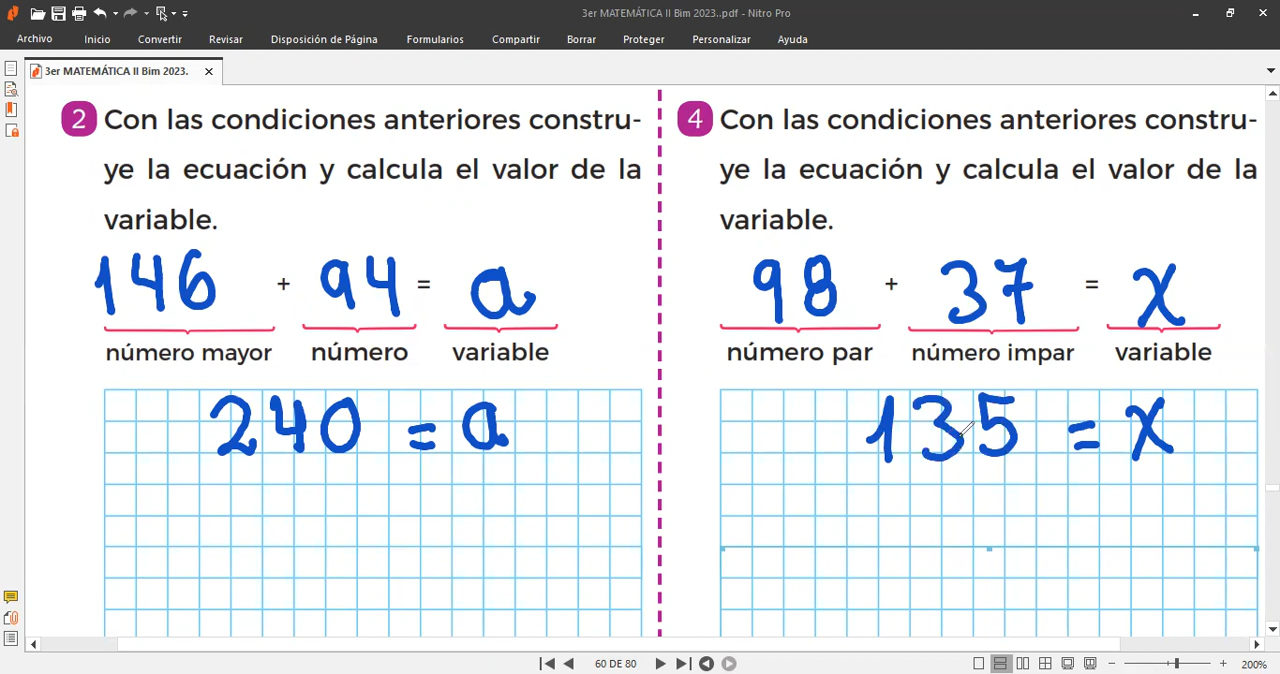 3er MATEMÁTICA II Bim 2023..pdf - Nitro Pro
Archivo Inicio Convertir Revisar Disposición de Página Formularios Compartir Borrar Proteger Personalizar Ayuda
3er MATEMÁTICA II Bim 2023. ×
2 Con las condiciones anteriores constru-
ye la ecuación y calcula el valor de la
variable.
146 + 94 = a
número mayor número variable
240 = a
4 Con las condiciones anteriores constru-
ye la ecuación y calcula el valor de la
variable.
98 + 37 = x
número par número impar variable
135 = x
60 DE 80
200%